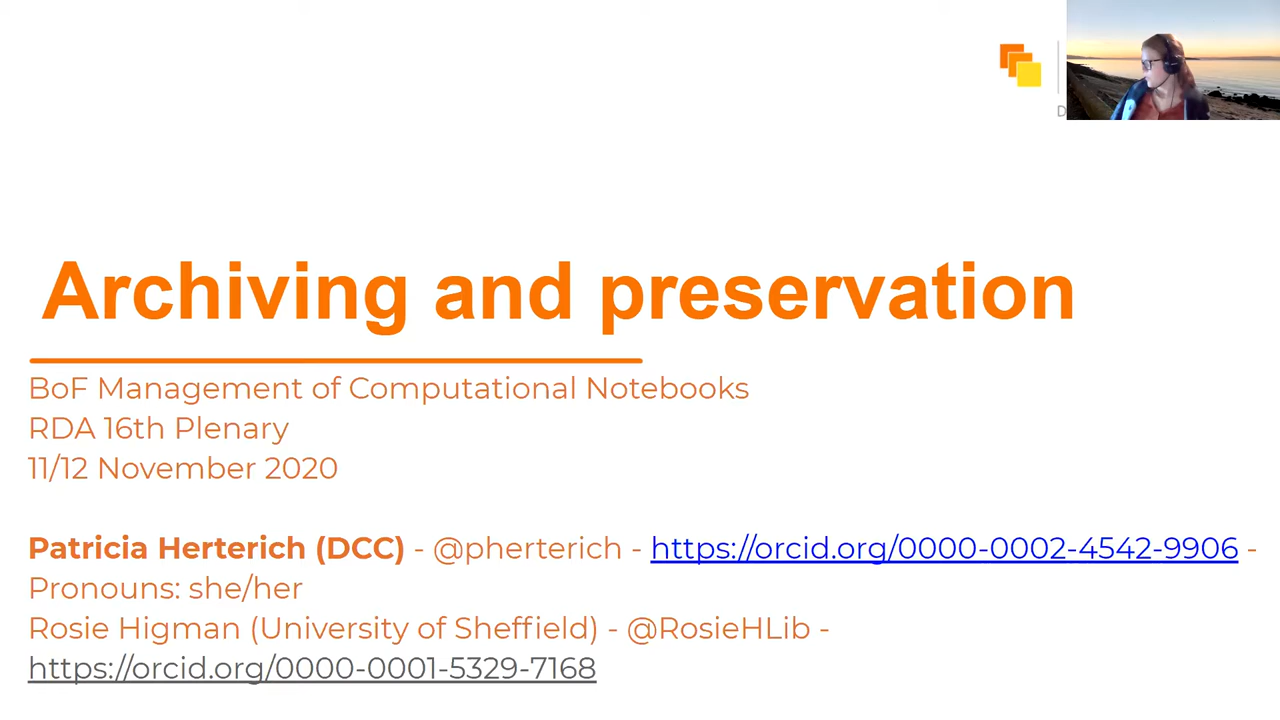 D
Archiving and preservation
BoF Management of Computational Notebooks
RDA 16th Plenary
11/12 November 2020
Patricia Herterich (DCC) - @pherterich - https://orcid.org/0000-0002-4542-9906 -
Pronouns: she/her
Rosie Higman (University of Sheffield) - @RosieHLib -
https://orcid.org/0000-0001-5329-7168